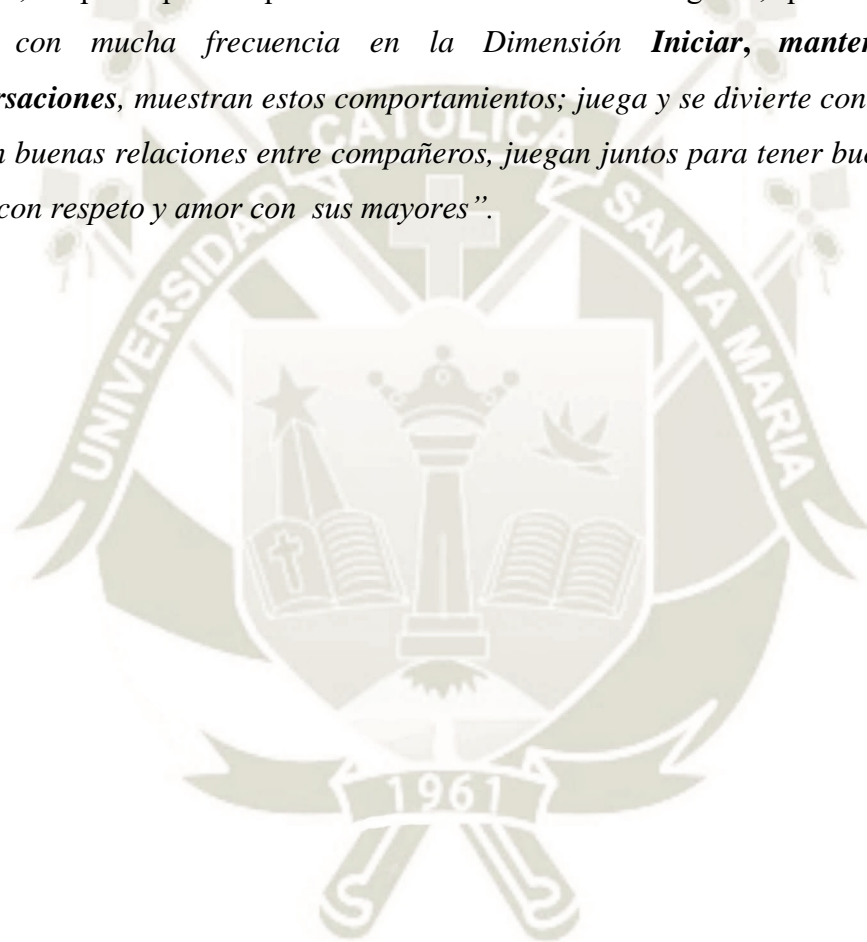 con mucha frecuencia en la Dimensión Iniciar, mante
rsaciones, muestran estos comportamientos; juega y se divierte con
n buenas relaciones entre compañeros, juegan juntos para tener bu
con respeto y amor con sus mayores”.
UNIVERSIDAD CATOLICA SANTA MARIA
1961